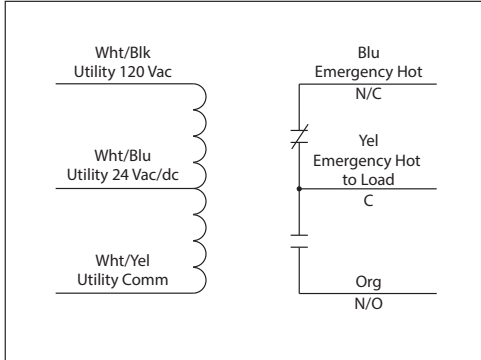 Wht/Blk
Utility 120 Vac
Wht/Blu
Utility 24 Vac/dc
Wht/Yel
Utility Comm
Blu
Emergency Hot
N/C
Yel
Emergency Hot
to Load
C
Org
N/O